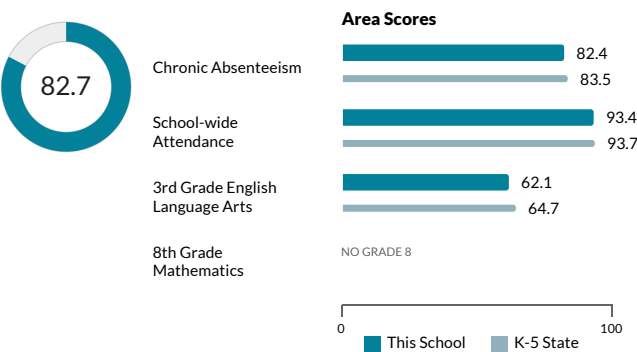 Area Scores
82.7
Chronic Absenteeism
82.4
83.5
School-wide
Attendance
93.4
93.7
3rd Grade English
Language Arts
62.1
64.7
8th Grade
Mathematics
NO GRADE 8
0
100
This School
K-5 State